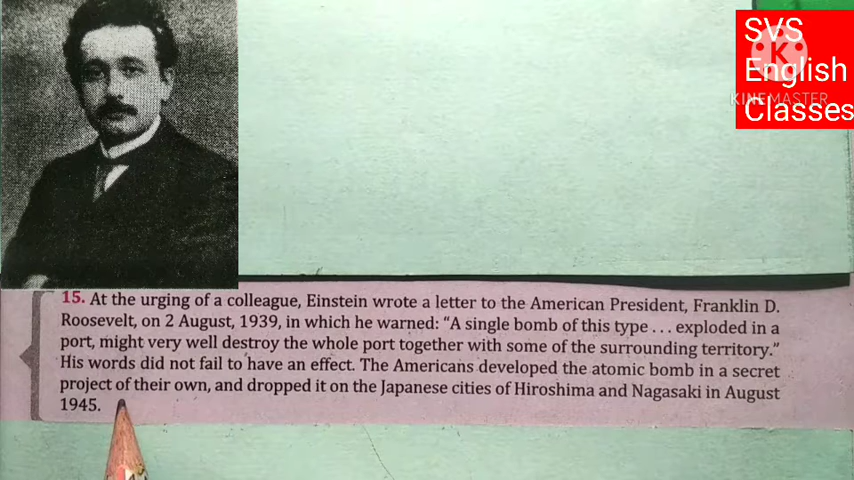 SVS
English
Classes
K
KINEMASTER
15. At the urging of a colleague, Einstein wrote a letter to the American President, Franklin D.
Roosevelt, on 2 August, 1939, in which he warned: “A single bomb of this type . . . exploded in a
port, might very well destroy the whole port together with some of the surrounding territory.”
His words did not fail to have an effect. The Americans developed the atomic bomb in a secret
project of their own, and dropped it on the Japanese cities of Hiroshima and Nagasaki in August
1945.